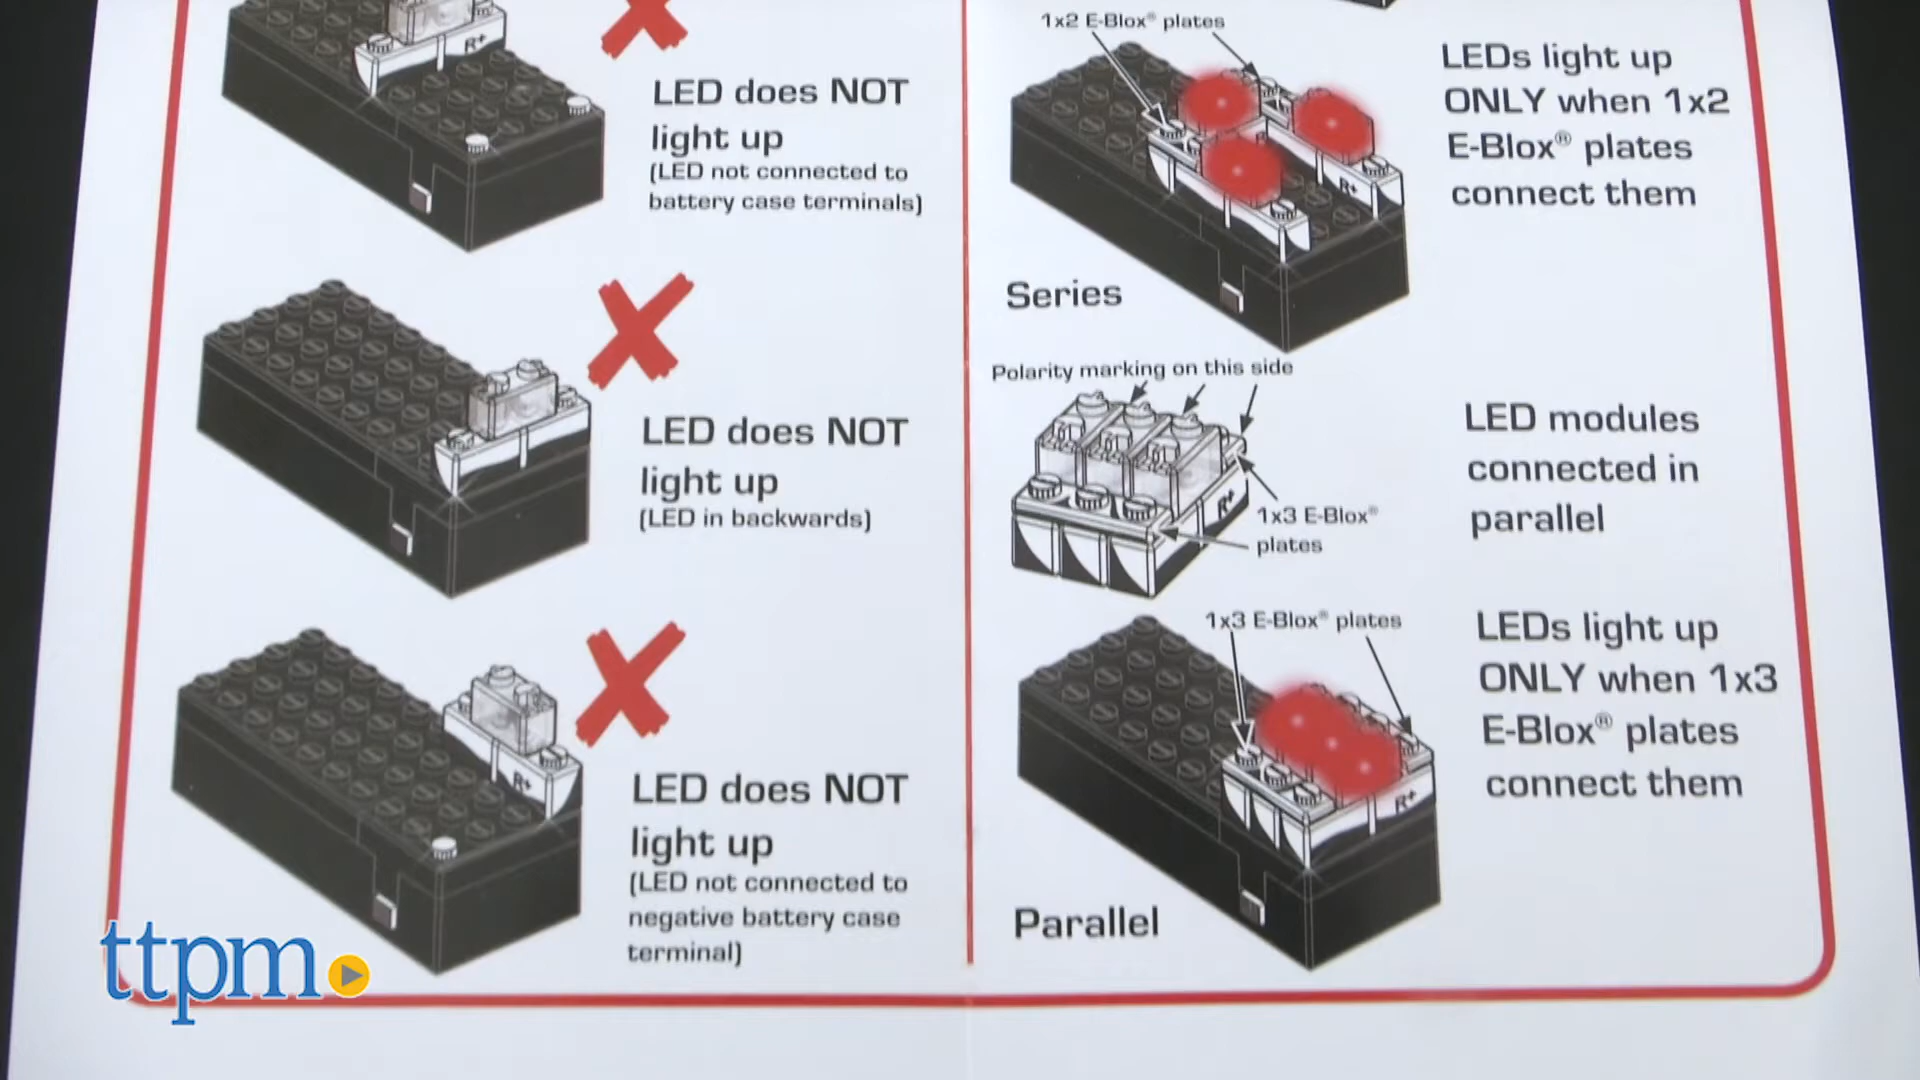 R+
LED does NOT
light up
(LED not connected to
battery case terminals)
LED does NOT
light up
(LED in backwards)
R+
LED does NOT
light up
(LED not connected to
negative battery case
terminal)
1x2 E-Blox® plates
R+
LEDs light up
ONLY when 1x2
E-Blox® plates
connect them
Series
Polarity marking on this side
R+
1x3 E-Blox®
plates
LED modules
connected in
parallel
1x3 E-Blox® plates
R+
LEDs light up
ONLY when 1x3
E-Blox® plates
connect them
Parallel
ttpm